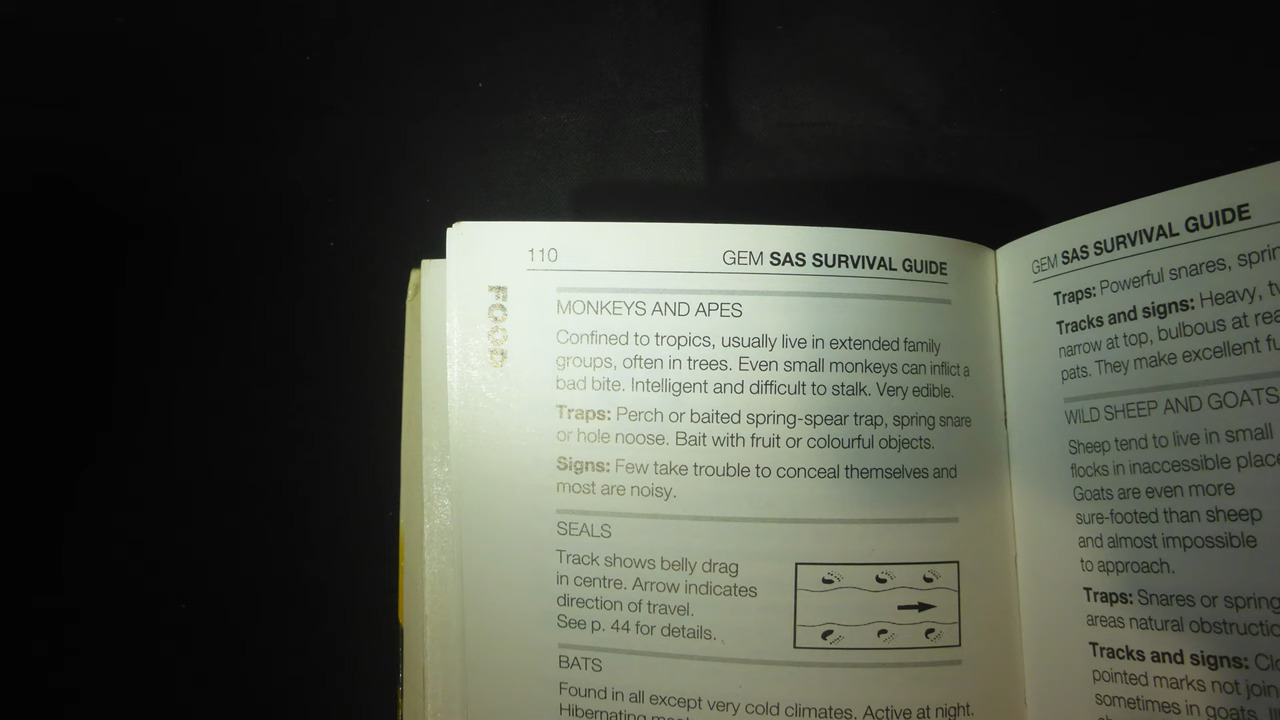 110
GEM SAS SURVIVAL GUIDE
FOOD
MONKEYS AND APES
Confined to tropics, usually live in extended family
groups, often in trees. Even small monkeys can inflict a
bad bite. Intelligent and difficult to stalk. Very edible.
Traps: Perch or baited spring-spear trap, spring snare
or hole noose. Bait with fruit or colourful objects.
Signs: Few take trouble to conceal themselves and
most are noisy.
SEALS
Track shows belly drag
in centre. Arrow indicates
direction of travel.
See p. 44 for details.
BATS
Found in all except very cold climates. Active at night.
Hibernating
GEM SAS SURVIVAL GUIDE
Traps: Powerful snares,
Tracks and signs: Heavy,
narrow at top, bulbous at
pats. They make excellent
WILD SHEEP AND GOATS
Sheep tend to live in small
flocks in inaccessible
Goats are even more
sure-footed than sheep
and almost impossible
to approach.
Traps: Snares or
areas natural
Tracks and signs:
pointed marks not
sometimes in goats,